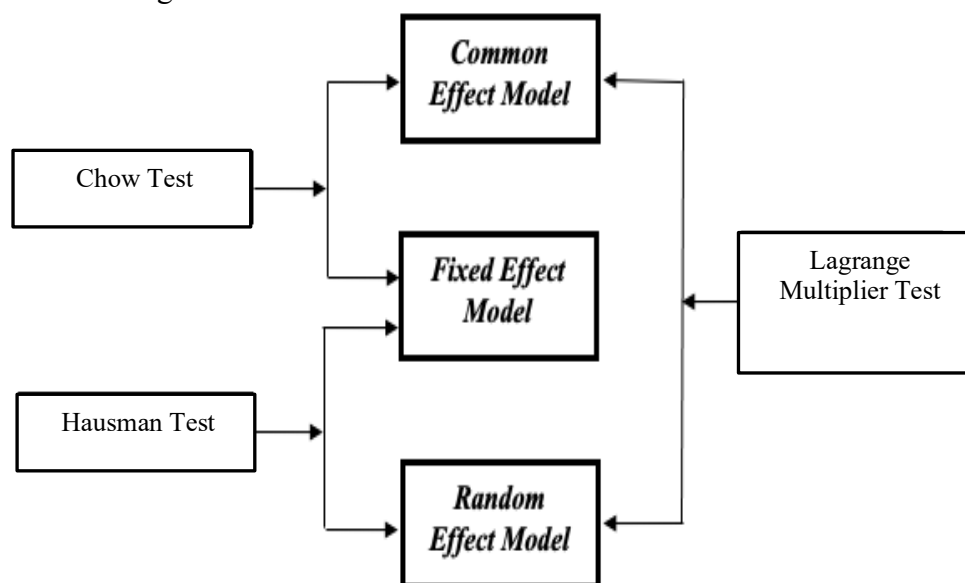 Common
Effect Model
Chow Test
Fixed Effect
Model
Lagrange
Multiplier Test
Hausman Test
Random
Effect Model